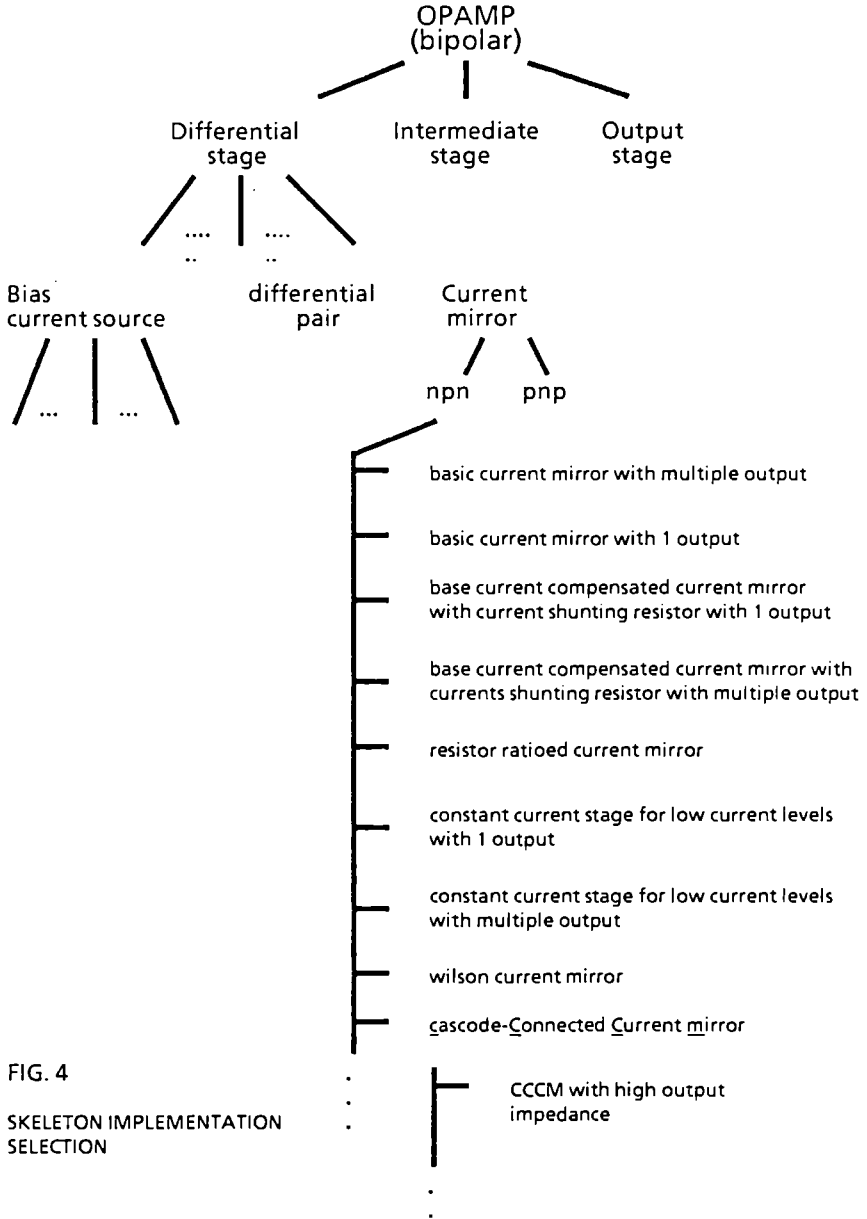 OPAMP
(bipolar)
Differential
stage
Intermediate
stage
Output
stage
....
..
....
..
Bias
current source
differential
pair
Current
mirror
...
...
npn
pnp
basic current mirror with multiple output
basic current mirror with 1 output
base current compensated current mirror
with current shunting resistor with 1 output
base current compensated current mirror with
currents shunting resistor with multiple output
resistor ratioed current mirror
constant current stage for low current levels
with 1 output
constant current stage for low current levels
with multiple output
wilson current mirror
cascode-Connected Current mirror
CCCM with high output
impedance
FIG. 4
SKELETON IMPLEMENTATION
SELECTION